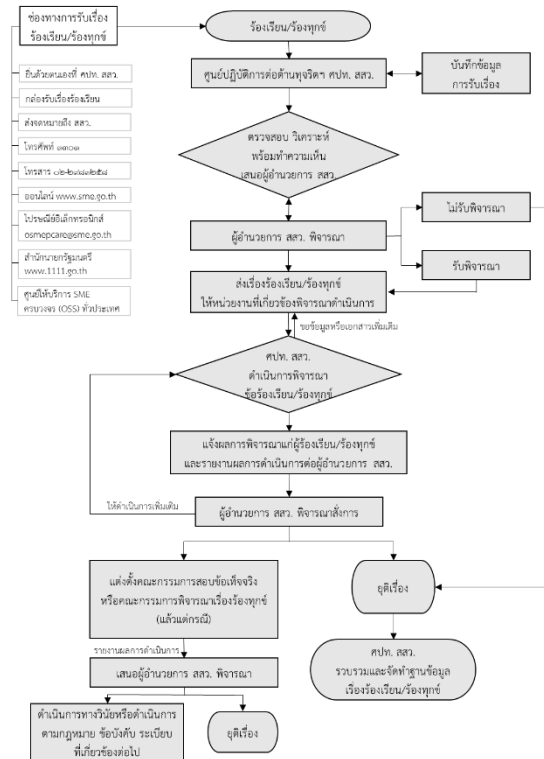 ช่องทางการรับเรื่อง
ร้องเรียน/ร้องทุกข์
ยื่นด้วยตนเองที่ ศปท. สสว.
กล่องรับเรื่องร้องเรียน
ส่งจดหมายถึง สสว.
โทรศัพท์ ๑๓๐๑
โทรสาร
ออนไลน์ www.sme.go.th
ไปรษณีย์อิเล็กทรอนิกส์
osmepcare@sme.go.th
สำนักนายกรัฐมนตรี
www.1111.go.th
ศูนย์ให้บริการ SME
ครบวงจร (OSS) ทั่วประเทศ
ร้องเรียน/ร้องทุกข์
ศูนย์ปฏิบัติการต่อต้านทุจริตฯ ศปท. สสว.
บันทึกข้อมูล
การรับเรื่อง
ตรวจสอบ วิเคราะห์
พร้อมทำความเห็น
เสนอผู้อำนวยการ สสว.
ผู้อำนวยการ สสว. พิจารณา
ไม่รับพิจารณา
รับพิจารณา
ส่งเรื่องร้องเรียน/ร้องทุกข์
ให้หน่วยงานที่เกี่ยวข้องพิจารณาดำเนินการ
ขอข้อมูลหรือเอกสารเพิ่มเติม
ศปท. สสว.
ดำเนินการพิจารณา
ข้อร้องเรียน/ร้องทุกข์
แจ้งผลการพิจารณาแก่ผู้ร้องเรียน/ร้องทุกข์
และรายงานผลการดำเนินการต่อผู้อำนวยการ สสว.
ให้ดำเนินการเพิ่มเติม
ผู้อำนวยการ สสว. พิจารณาสั่งการ
แต่งตั้งคณะกรรมการสอบข้อเท็จจริง
หรือคณะกรรมการพิจารณาเรื่องร้องทุกข์
(แล้วแต่กรณี)
ยุติเรื่อง
รายงานผลการดำเนินการ
เสนอผู้อำนวยการ สสว. พิจารณา
ศปท. สสว.
รวบรวมและจัดทำฐานข้อมูล
เรื่องร้องเรียน/ร้องทุกข์
ดำเนินการทางวินัยหรือดำเนินการ
ตามกฎหมาย ข้อบังคับ ระเบียบ
ที่เกี่ยวข้องต่อไป
ยุติเรื่อง